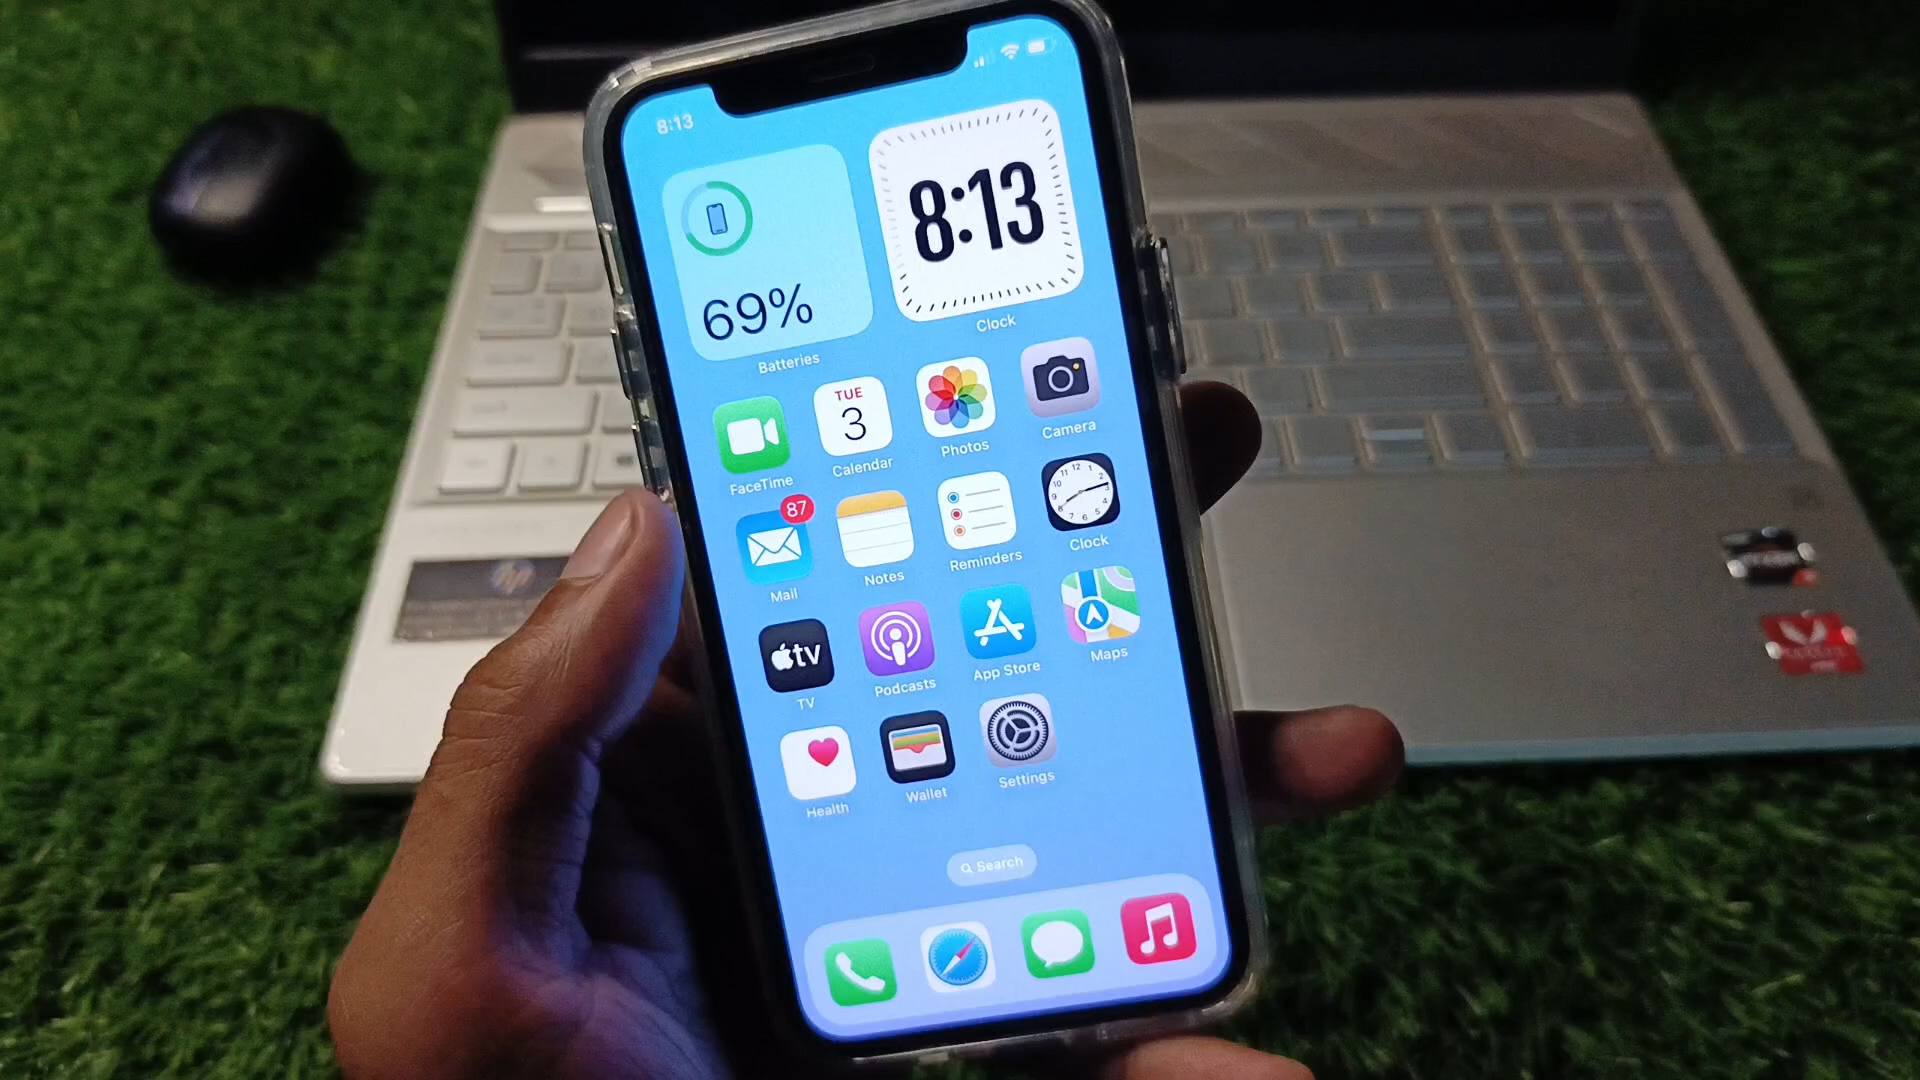 8:13
69%
8:13
Batteries
Clock
FaceTime
TUE
3
Calendar
Photos
Camera
87
Mail
Notes
Reminders
Clock
tv
TV
Podcasts
App Store
Maps
Health
Wallet
Settings
Search
hp